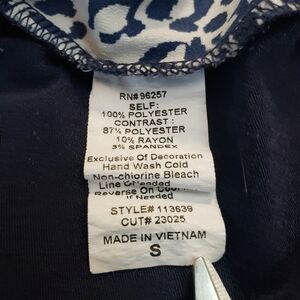 RN# 96257
SELF:
100% POLYESTER
CONTRAST :
87% POLYESTER
10% RAYON
3% SPANDEX
Exclusive Of Decoration
Hand Wash Cold
Non-chlorine Bleach
Line
Reverse On
If Needed
STYLE# 113639
CUT# 23025
MADE IN VIETNAM
S